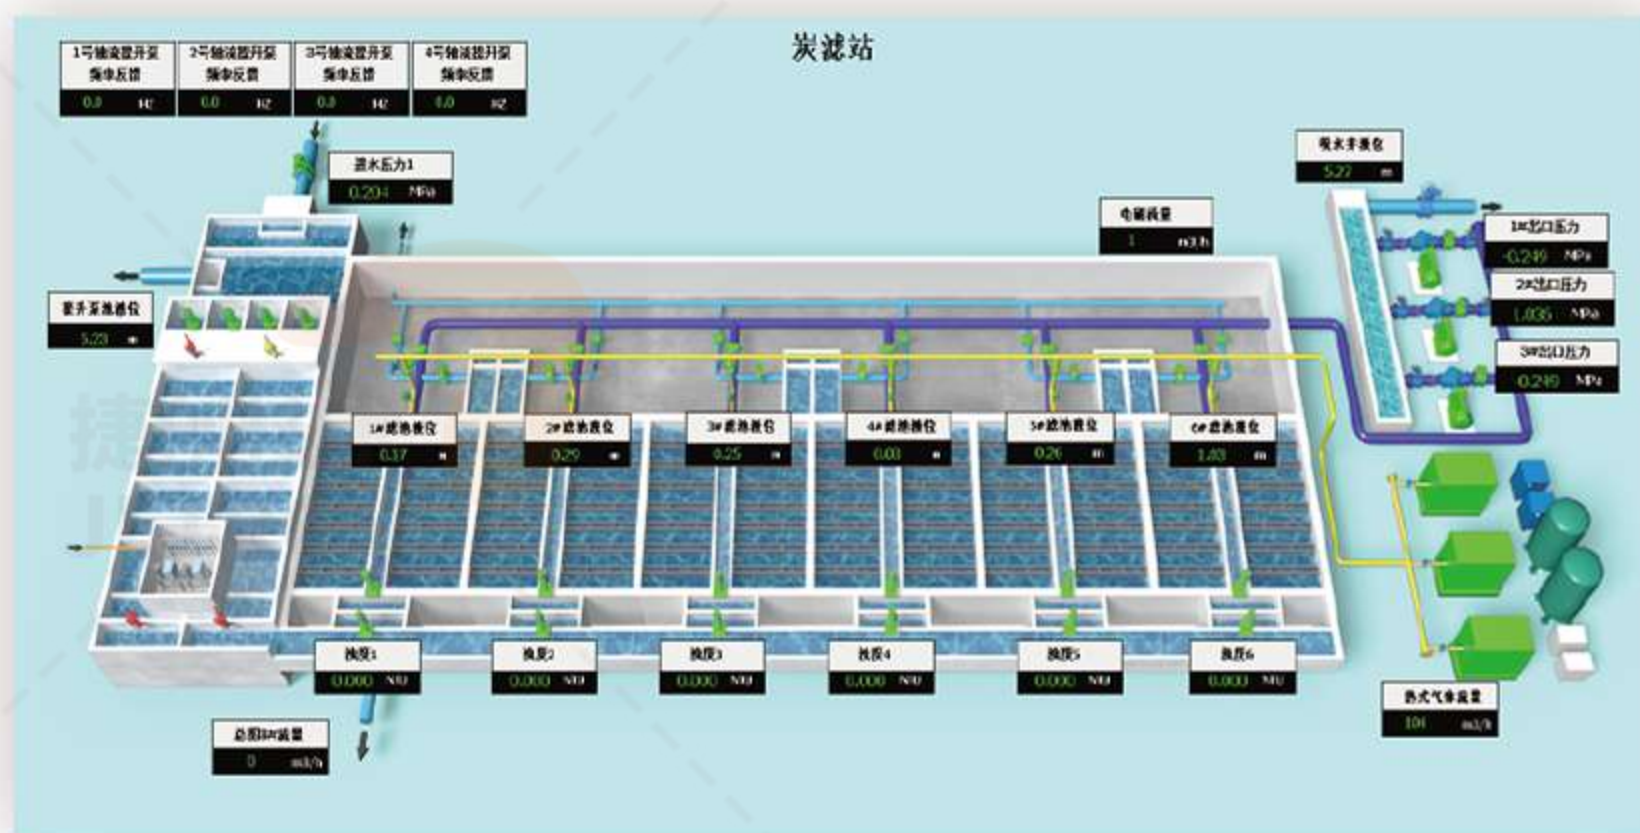 炭滤站
1号轴流提升泵
频率反馈
0.0 HZ
2号轴流提升泵
频率反馈
0.0 HZ
3号轴流提升泵
频率反馈
0.0 HZ
4号轴流提升泵
频率反馈
0.0 HZ
进水压力1
0.204 MPa
吸水井液位
5.27 m
电磁流量
1 m3/h
1#出口压力
-0.249 MPa
2#出口压力
1.035 MPa
3#出口压力
-0.249 MPa
提升泵池液位
5.23 m
1#滤池液位
0.37 m
2#滤池液位
0.29 m
3#滤池液位
0.25 m
4#滤池液位
0.03 m
5#滤池液位
0.26 m
6#滤池液位
1.03 m
浊度1
0.000 NTU
浊度2
0.000 NTU
浊度3
0.000 NTU
浊度4
0.000 NTU
浊度5
0.000 NTU
浊度6
0.000 NTU
热式气体流量
m3/h
流量
0 m3/h
捷